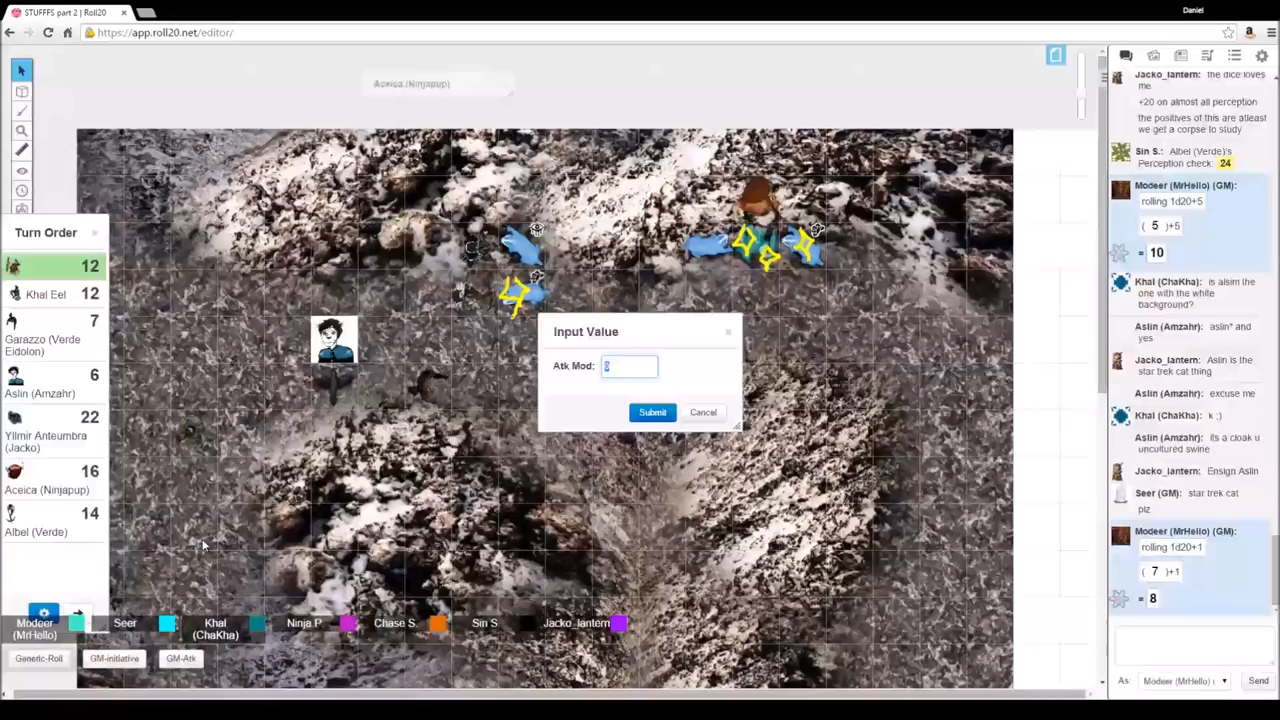 STUFFFS part 2 | Roll20
Daniel
https://app.roll20.net/editor/
Aceica (Ninjapup)
Turn Order
12
Khal Eel 12
7
Garazzo (Verde
Eidolon)
6
Aslin (Amzahr)
22
Ylimir Anteumbra
(Jacko)
16
Aceica (Ninjapup)
14
Albel (Verde)
Input Value
Atk Mod: 0
Submit Cancel
Modeer
(MrHello)
Seer
Khal
(ChaKha)
Ninja P.
Chase S.
Sin S
Jacko_lantern
Generic-Roll GM-initiative GM-Atk
Jacko_lantern: the dice loves
me
+20 on almost all perception
the positives of this are atleast
we get a corpse to study
Sin S.: Albel (Verde)'s
Perception check: 24
Modeer (MrHello) (GM):
rolling 1d20+5
( 5 )+5
= 10
Khal (ChaKha): is alsim the
one with the white
background?
Aslin (Amzahr): aslin* and
yes
Jacko_lantern: Aslin is the
star trek cat thing
Aslin (Amzahr): excuse me
Khal (ChaKha): k ;)
Aslin (Amzahr): its a cloak u
uncultured swine
Jacko_lantern: Ensign Aslin
Seer (GM): star trek cat
plz
Modeer (MrHello) (GM):
rolling 1d20+1
( 7 )+1
= 8
As: Modeer (MrHello) Send